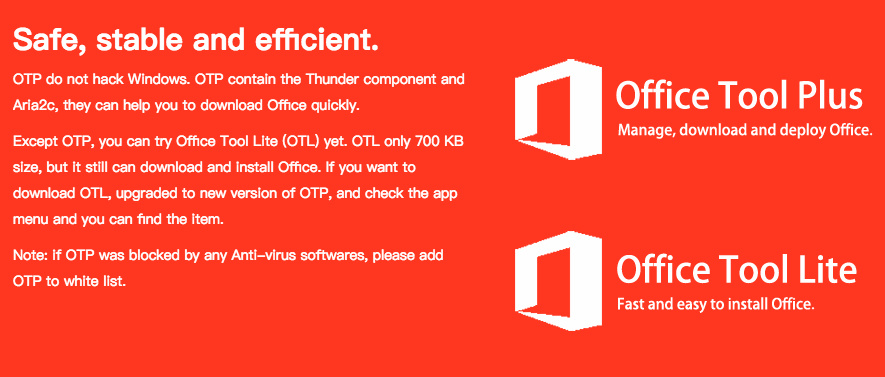 Safe, stable and efficient.
OTP do not hack Windows. OTP contain the Thunder component and
Aria2c, they can help you to download Office quickly.
Except OTP, you can try Office Tool Lite (OTL) yet. OTL only 700 KB
size, but it still can download and install Office. If you want to
download OTL, upgraded to new version of OTP, and check the app
menu and you can find the item.
Note: if OTP was blocked by any Anti-virus softwares, please add
OTP to white list.
Office Tool Plus
Manage, download and deploy Office.
Office Tool Lite
Fast and easy to install Office.